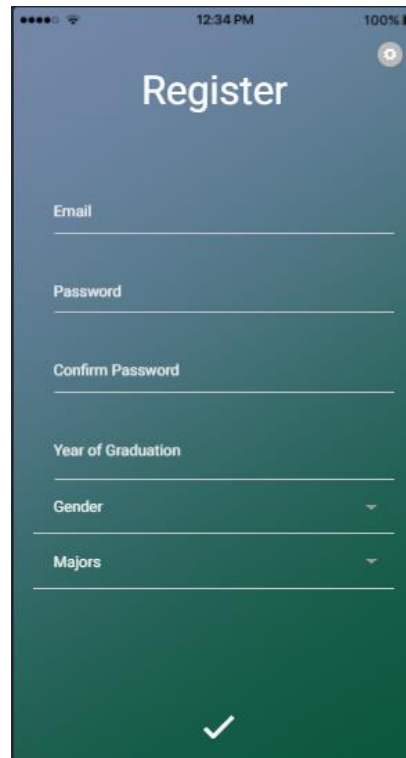 12:34 PM 100%
Register
Email
Password
Confirm Password
Year of Graduation
Gender
Majors